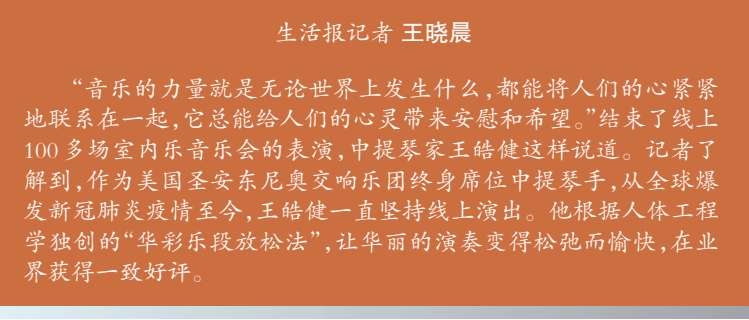 生活报记者 王晓晨
“音乐的力量就是无论世界上发生什么，都能将人们的心紧紧
地联系在一起，它总能给人们的心灵带来安慰和希望。”结束了线上
100多场室内乐音乐会的表演，中提琴家王皓健这样说道。记者了
解到，作为美国圣安东尼奥交响乐团终身席位中提琴手，从全球爆
发新冠肺炎疫情至今，王皓健一直坚持线上演出。他根据人体工程
学独创的“华彩乐段放松法”，让华丽的演奏变得松弛而愉快，在业
界获得一致好评。